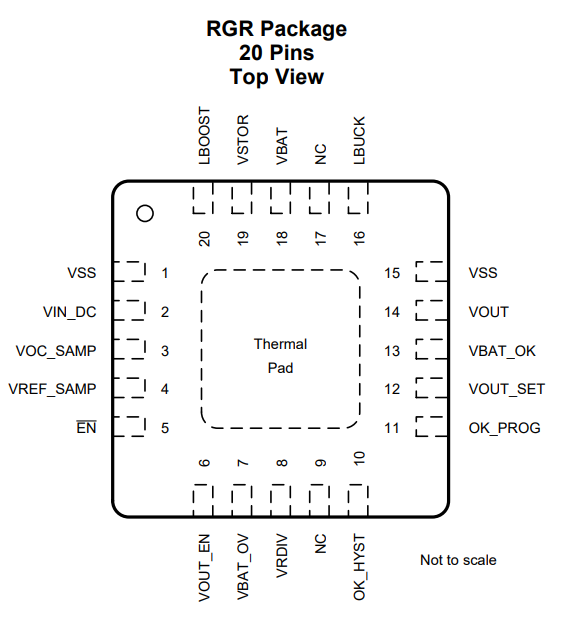 RGR Package
20 Pins
Top View
LBOOST
VSTOR
VBAT
NC
LBUCK
20
19
18
17
16
VSS 1
15 VSS
VIN_DC 2
14 VOUT
VOC_SAMP 3
13 VBAT_OK
VREF_SAMP 4
12 VOUT_SET
EN 5
11 OK_PROG
Thermal
Pad
6
7
8
9
10
VOUT_EN
VBAT_OV
VRDIV
NC
OK_HYST
Not to scale